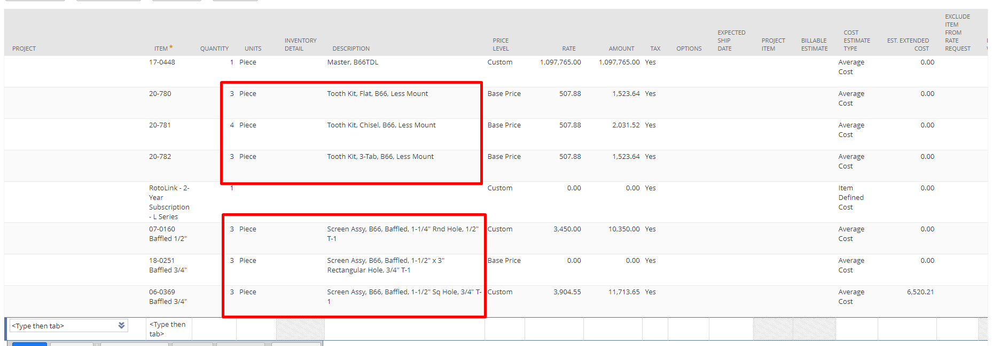 PROJECT ITEM* QUANTITY UNITS INVENTORY DETAIL DESCRIPTION PRICE LEVEL RATE AMOUNT TAX OPTIONS EXPECTED SHIP DATE PROJECT ITEM BILLABLE ESTIMATE COST ESTIMATE TYPE EST. EXTENDED COST EXCLUDE ITEM FROM RATE REQUEST
17-0448 1 Piece Master, B66TDL Custom 1,097,765.00 1,097,765.00 Yes Average 0.00
Cost
20-780 3 Piece Tooth Kit, Flat, B66, Less Mount Base Price 507.88 1,523.64 Yes Average 0.00
Cost
20-781 4 Piece Tooth Kit, Chisel, B66, Less Mount Base Price 507.88 2,031.52 Yes Average 0.00
Cost
20-782 3 Piece Tooth Kit, 3-Tab, B66, Less Mount Base Price 507.88 1,523.64 Yes Average 0.00
Cost
RotoLink - 2- 1 Custom 0.00 0.00 Yes Item 0.00
Year Defined
Subscription Cost
- L Series
07-0160 3 Piece Screen Assy, B66, Baffled, 1-1/4" Rnd Hole, 1/2" Custom 3,450.00 10,350.00 Yes Average 0.00
Baffled 1/2" T-1 Cost
18-0251 3 Piece Screen Assy, B66, Baffled, 1-1/2" x 3" Base Price 0.00 0.00 Yes Average 0.00
Baffled 3/4" Rectangular Hole, 3/4" T-1 Cost
06-0369 3 Piece Screen Assy, B66, Baffled, 1-1/2" Sq Hole, 3/4" T- Custom 3,904.55 11,713.65 Yes Average 6,520.21
Baffled 3/4" 1 Cost
<Type then tab> <Type then
tab>